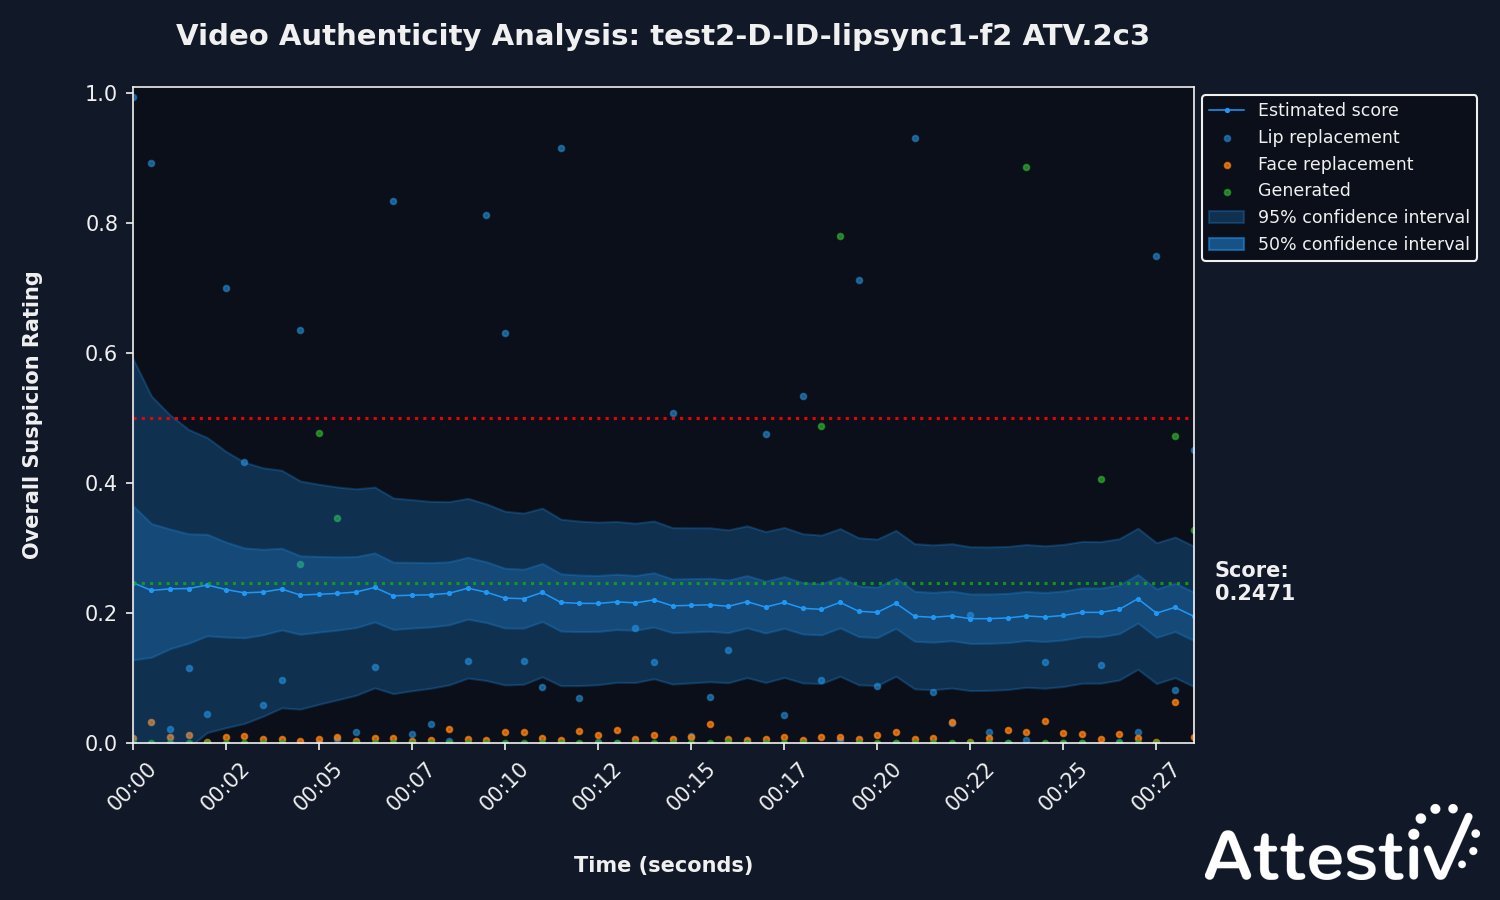 Video Authenticity Analysis: test2-D-ID-lipsync1-f2 ATV.2c3
Overall Suspicion Rating
1.0
0.8
0.6
0.4
0.2
0.0
00:00
00:02
00:05
00:07
00:10
00:12
00:15
00:17
00:20
00:22
00:25
00:27
Time (seconds)
Estimated score
Lip replacement
Face replacement
Generated
95% confidence interval
50% confidence interval
Score:
0.2471
Attestiv